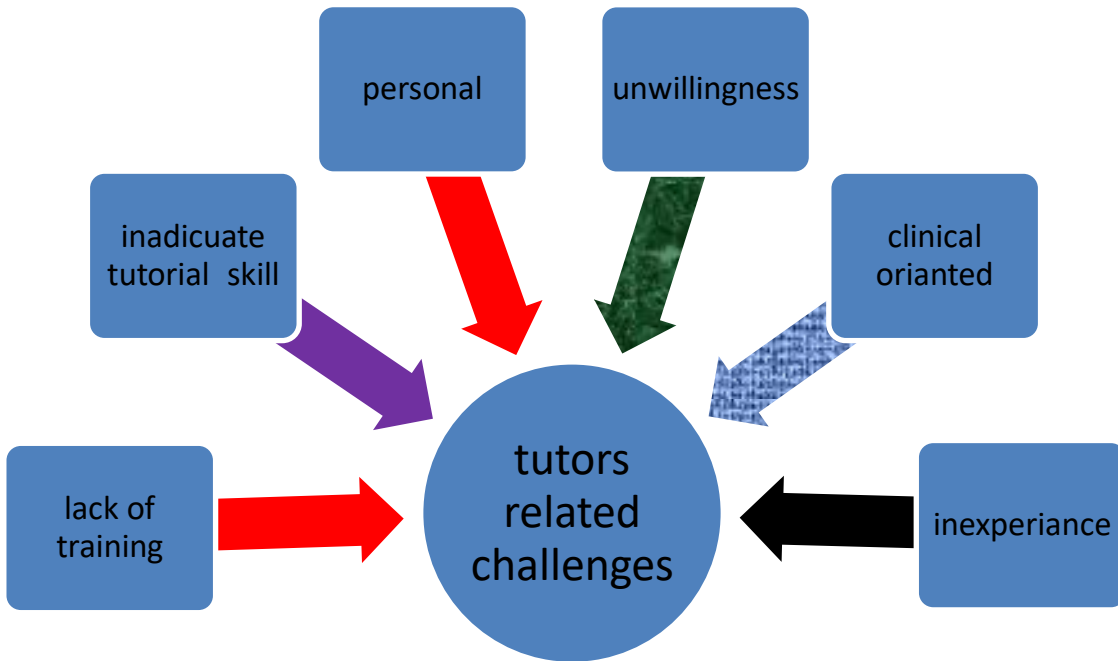 personal
unwillingness
inadicuate
tutorial skill
clinical
orianted
lack of
training
tutors
related
challenges
inexperiance